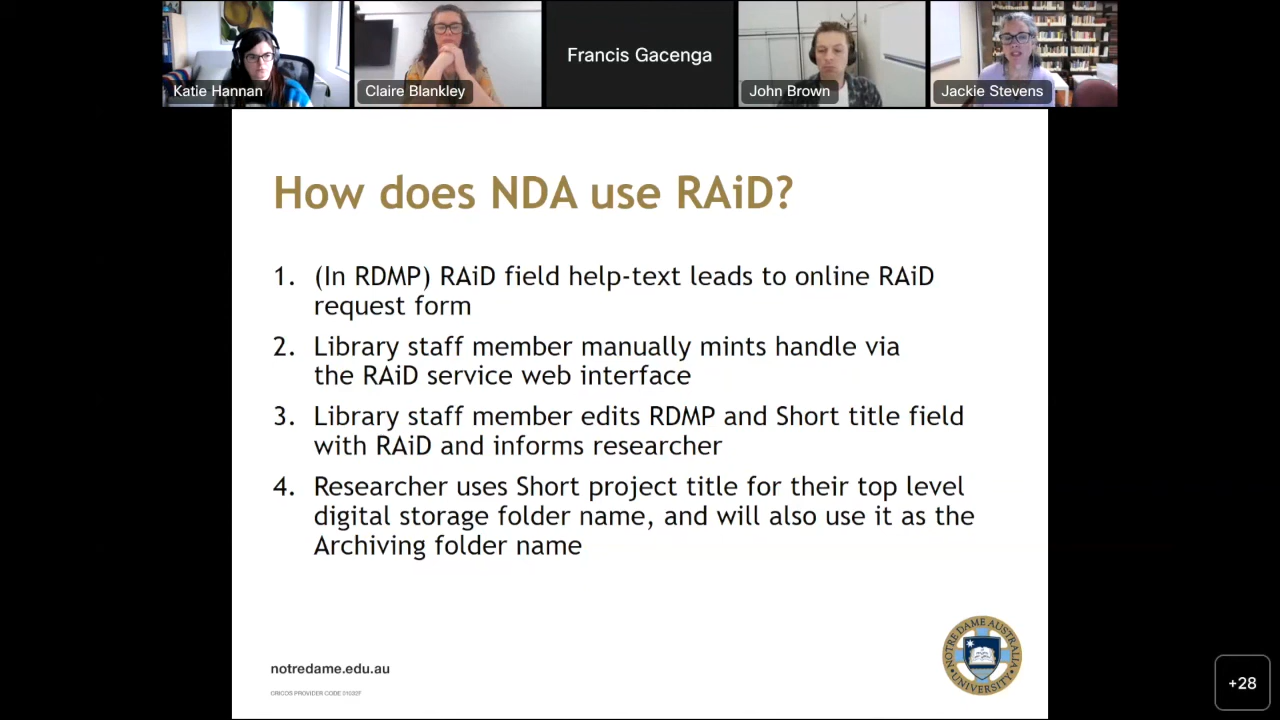 Katie Hannan
Claire Blankley
Francis Gacenga
John Brown
Jackie Stevens
How does NDA use RAiD?
1. (In RDMP) RAiD field help-text leads to online RAiD
request form
2. Library staff member manually mints handle via
the RAiD service web interface
3. Library staff member edits RDMP and Short title field
with RAiD and informs researcher
4. Researcher uses Short project title for their top level
digital storage folder name, and will also use it as the
Archiving folder name
notredame.edu.au
CRICOS PROVIDER CODE 01032F
NOTRE DAME AUSTRALIA
UNIVERSITY
+28